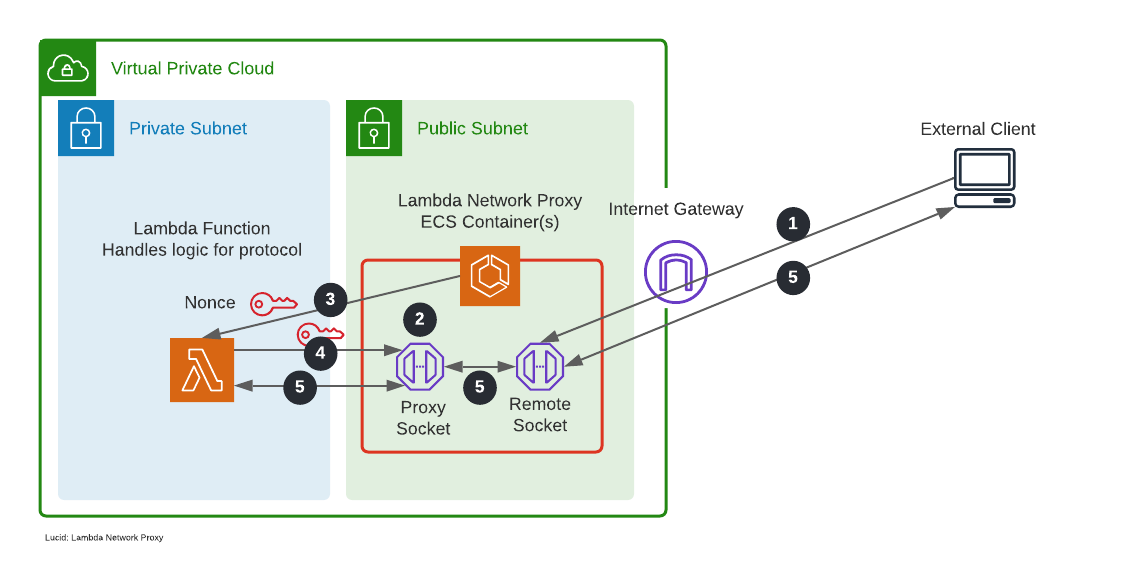 Virtual Private Cloud
Private Subnet
Public Subnet
External Client
Lambda Network Proxy
ECS Container(s)
Internet Gateway
Lambda Function
Handles logic for protocol
1
5
Nonce
3
2
4
5
5
Proxy
Socket
Remote
Socket
Lucid: Lambda Network Proxy